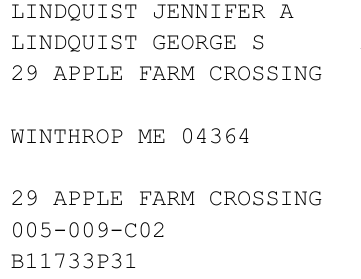 LINDQUIST JENNIFER A
LINDQUIST GEORGE S
29 APPLE FARM CROSSING
WINTHROP ME 04364
29 APPLE FARM CROSSING
005-009-C02
B11733P31